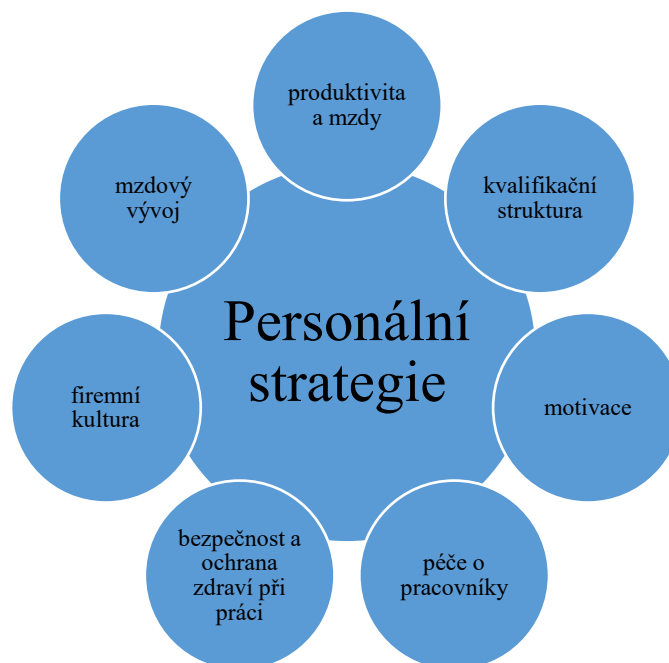 produktivita
a mzdy
mzdový
vývoj
kvalifikační
struktura
Personální
strategie
firemní
kultura
motivace
bezpečnost a
ochrana
zdraví při
práci
péče o
pracovníky